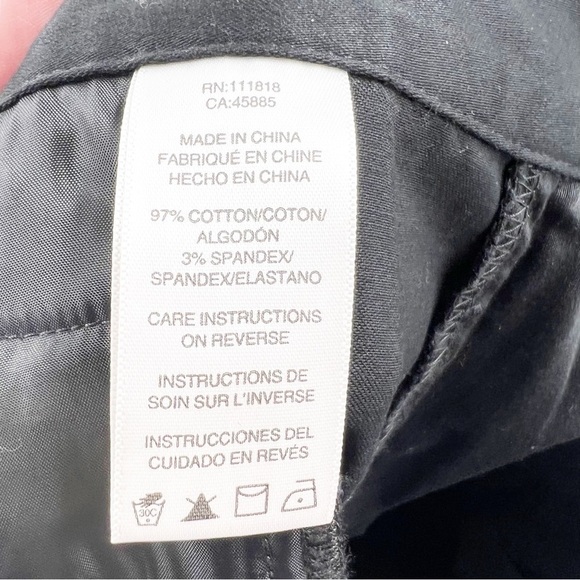 RN:111818
CA:45885
MADE IN CHINA
FABRIQUÉ EN CHINE
HECHO EN CHINA
97% COTTON/COTON/
ALGODÓN
3% SPANDEX/
SPANDEX/ELASTANO
CARE INSTRUCTIONS
ON REVERSE
INSTRUCTIONS DE
SOIN SUR L'INVERSE
INSTRUCCIONES DEL
CUIDADO EN REVÉS
30C